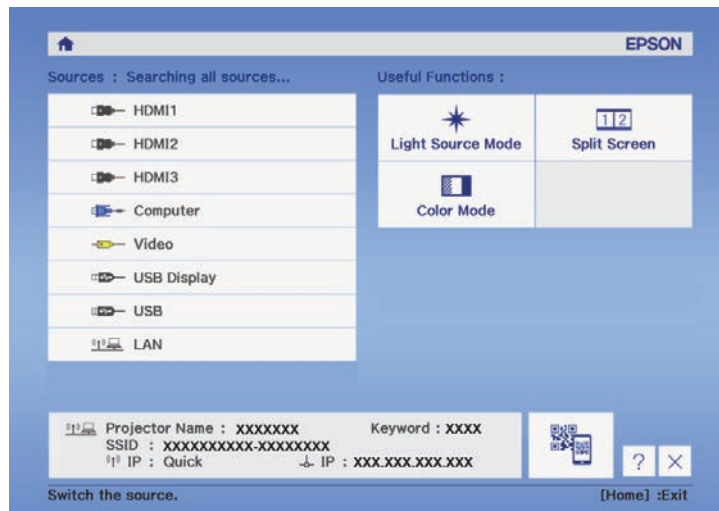 EPSON
Sources : Searching all sources...
HDMI1
HDMI2
HDMI3
Computer
Video
USB Display
USB
LAN
Useful Functions :
Light Source Mode
1 2
Split Screen
Color Mode
Projector Name : XXXXXXX Keyword : XXXX
SSID : XXXXXXXXXX-XXXXXXXX
IP : Quick IP : XXX.XXX.XXX.XXX
?
Switch the source. [Home] :Exit